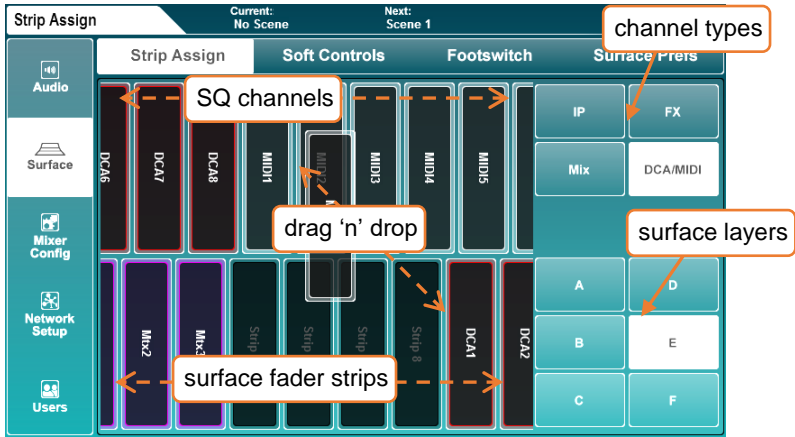 Strip Assign
Current:
No Scene
Next:
Scene 1
channel types
Audio
Surface
Mixer
Config
Network
Setup
Users
Strip Assign
Soft Controls
Footswitch
Surface Prefs
SQ channels
DCA6
DCA7
DCA8
MIDI1
MIDI2
MIDI3
MIDI4
MIDI5
IP
FX
Mix
DCA/MIDI
drag ‘n’ drop
surface layers
Mtx2
Mtx3
Strip
Strip
Strip
Strip 8
DCA1
DCA2
surface fader strips
A
D
B
E
C
F